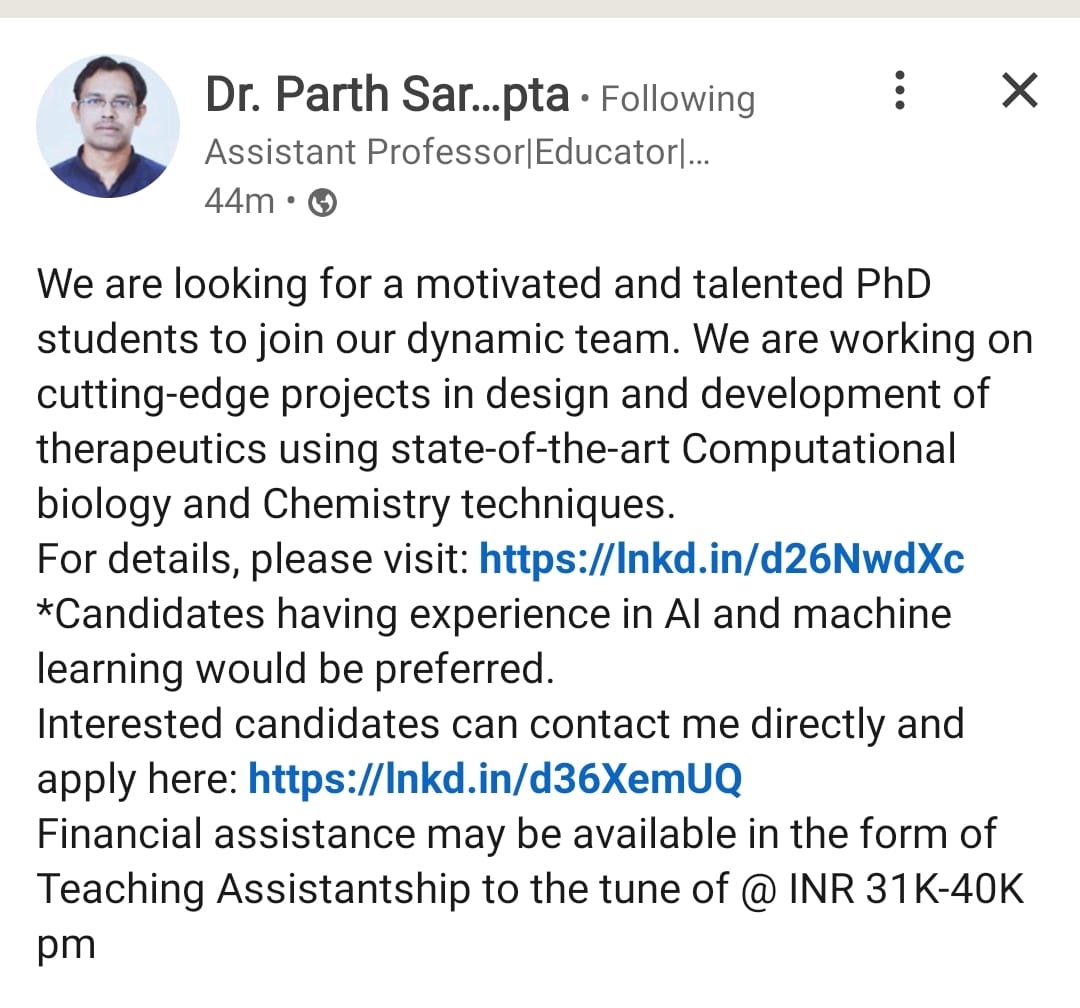 Dr. Parth Sar...pta • Following
Assistant Professor|Educator|...
44m •
We are looking for a motivated and talented PhD
students to join our dynamic team. We are working on
cutting-edge projects in design and development of
therapeutics using state-of-the-art Computational
biology and Chemistry techniques.
For details, please visit: https://lnkd.in/d26NwdXc
*Candidates having experience in AI and machine
learning would be preferred.
Interested candidates can contact me directly and
apply here: https://lnkd.in/d36XemUQ
Financial assistance may be available in the form of
Teaching Assistantship to the tune of @ INR 31K-40K
pm